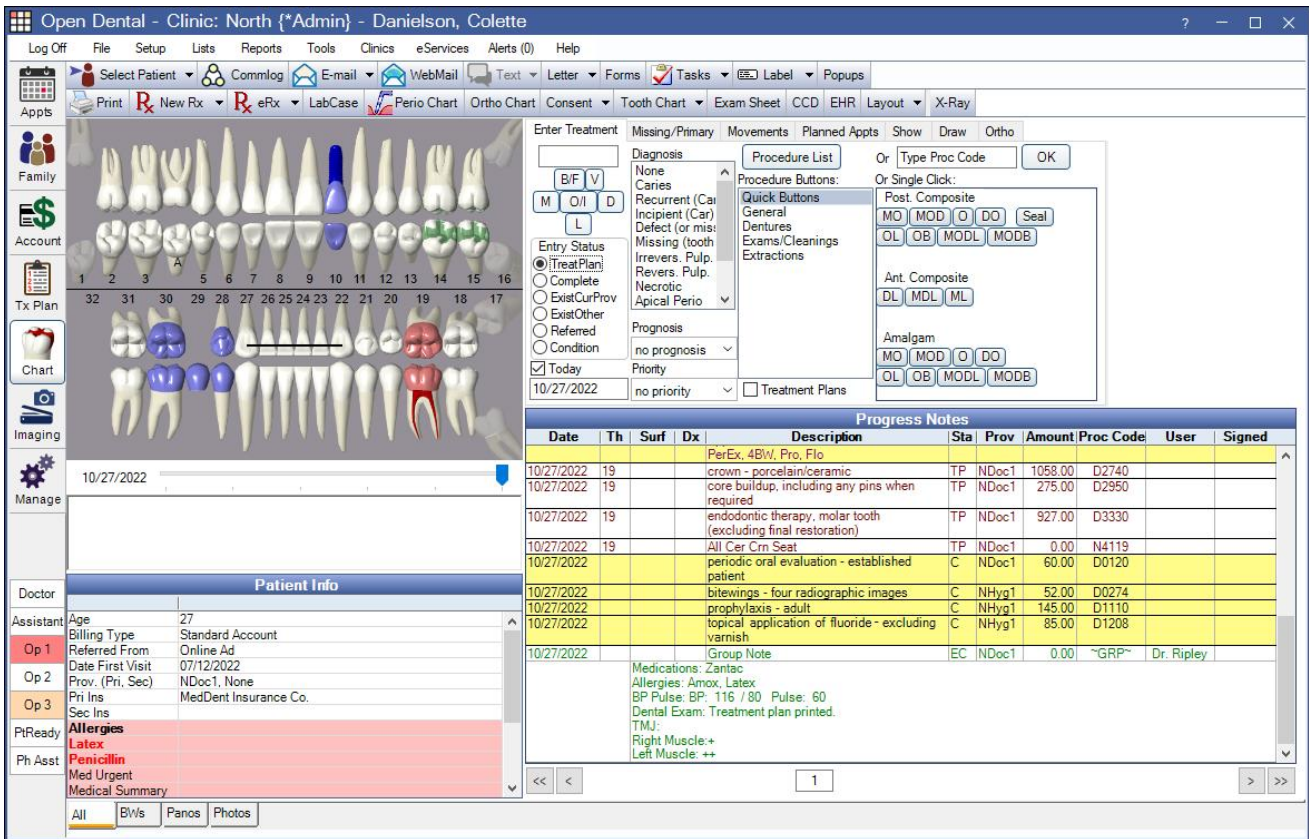 Open Dental - Clinic: North {*Admin} - Danielson, Colette
Log Off File Setup Lists Reports Tools Clinics eServices Alerts (0) Help
Appts
Select Patient Commlog E-mail WebMail Text Letter Forms Tasks Label Popups
Print New Rx eRx LabCase Perio Chart Ortho Chart Consent Tooth Chart Exam Sheet CCD EHR Layout X-Ray
Family
Account
Tx Plan
Chart
Imaging
Manage
A
1 2 3 5 6 7 8 9 10 11 12 13 14 15 16
32 31 30 29 28 27 26 25 24 23 22 21 20 19 18 17
Enter Treatment Missing/Primary Movements Planned Appts Show Draw Ortho
B/F V
M O/I D
L
Entry Status
TreatPlan
Complete
ExistCurProv
ExistOther
Referred
Condition
Today
10/27/2022
Diagnosis
None
Caries
Recurrent (Car
Incipient (Car)
Defect (or miss
Missing (tooth
Irrevers. Pulp.
Revers. Pulp.
Necrotic
Apical Perio
Prognosis
no prognosis
Priority
no priority
Procedure List
Procedure Buttons:
Quick Buttons
General
Dentures
Exams/Cleanings
Extractions
Treatment Plans
Or Type Proc Code OK
Or Single Click:
Post. Composite
MO MOD O DO Seal
OL OB MODL MODB
Ant. Composite
DL MDL ML
Amalgam
MO MOD O DO
OL OB MODL MODB
10/27/2022
Progress Notes
Date Th Surf Dx Description Sta Prov Amount Proc Code User Signed
PerEx, 4BW, Pro, Flo
10/27/2022 19 crown - porcelain/ceramic TP NDoc1 1058.00 D2740
10/27/2022 19 core buildup, including any pins when TP NDoc1 275.00 D2950
required
10/27/2022 19 endodontic therapy, molar tooth TP NDoc1 927.00 D3330
(excluding final restoration)
10/27/2022 19 All Cer Crn Seat TP NDoc1 0.00 N4119
10/27/2022 periodic oral evaluation - established C NDoc1 60.00 D0120
patient
10/27/2022 bitewings - four radiographic images C NHyg1 52.00 D0274
10/27/2022 prophylaxis - adult C NHyg1 145.00 D1110
10/27/2022 topical application of fluoride - excluding C NHyg1 85.00 D1208
varnish
10/27/2022 Group Note EC NDoc1 0.00 ~GRP~ Dr. Ripley
Medications: Zantac
Allergies: Amox, Latex
BP Pulse: BP: 116 / 80 Pulse: 60
Dental Exam: Treatment plan printed.
TMJ:
Right Muscle:+
Left Muscle: ++
<< < 1 > >>
Doctor
Assistant
Op 1
Op 2
Op 3
PtReady
Ph Asst
Patient Info
Age 27
Billing Type Standard Account
Referred From Online Ad
Date First Visit 07/12/2022
Prov. (Pri, Sec) NDoc1, None
Pri Ins MedDent Insurance Co.
Sec Ins
Allergies
Latex
Penicillin
Med Urgent
Medical Summary
All BWs Panos Photos